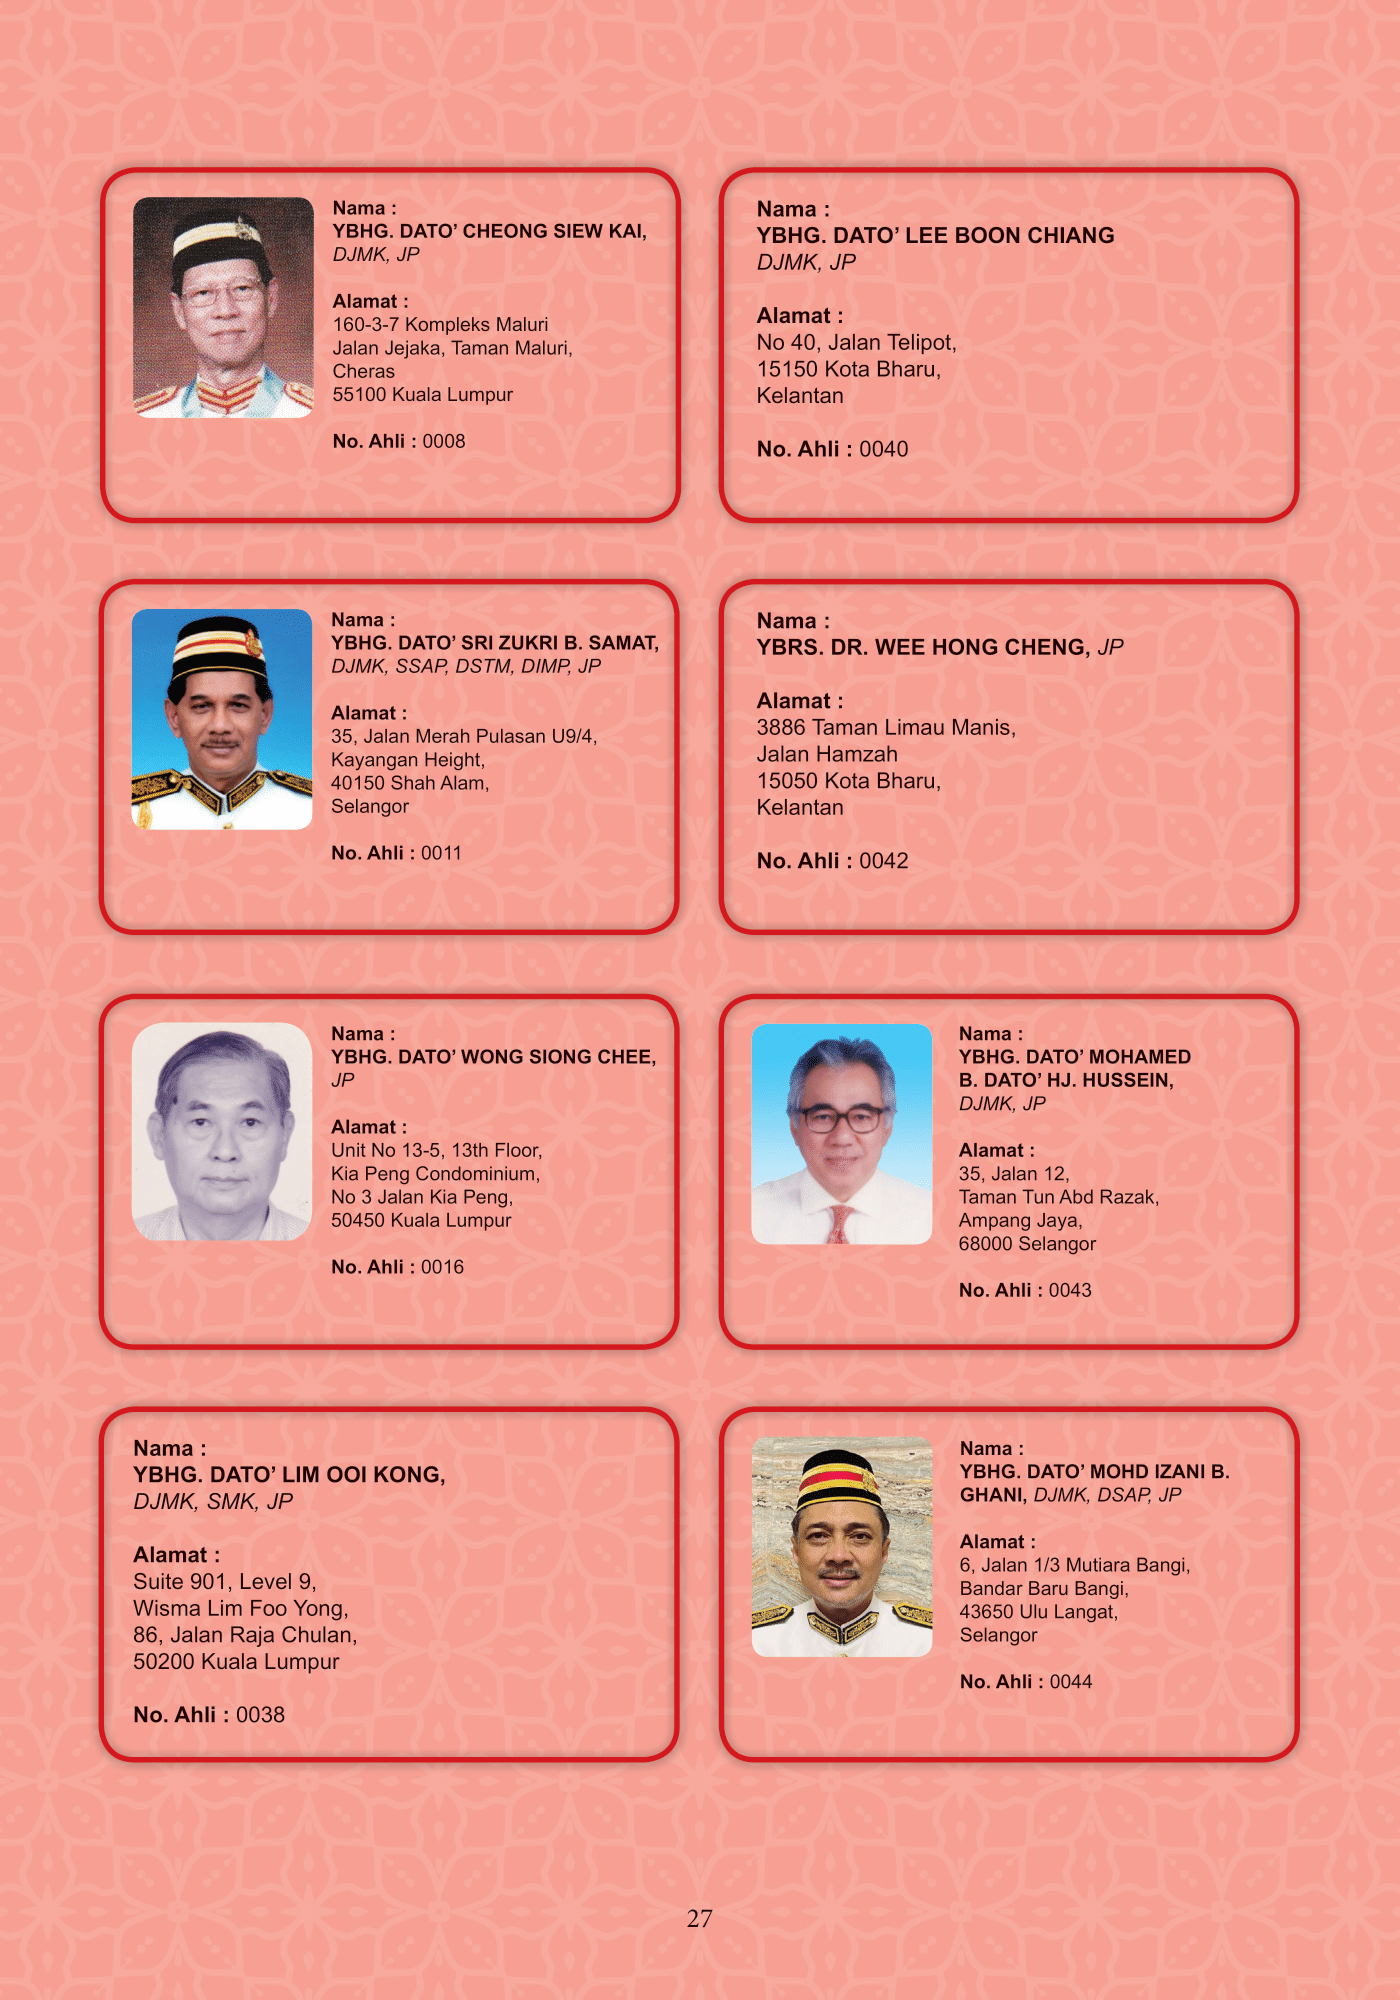 Nama :
YBHG. DATO’ CHEONG SIEW KAI,
DJMK, JP
Alamat :
160-3-7 Kompleks Maluri
Jalan Jejaka, Taman Maluri,
Cheras
55100 Kuala Lumpur
No. Ahli : 0008
Nama :
YBHG. DATO’ SRI ZUKRI B. SAMAT,
DJMK, SSAP, DSTM, DIMP, JP
Alamat :
35, Jalan Merah Pulasan U9/4,
Kayangan Height,
40150 Shah Alam,
Selangor
No. Ahli : 0011
Nama :
YBHG. DATO’ WONG SIONG CHEE,
JP
Alamat :
Unit No 13-5, 13th Floor,
Kia Peng Condominium,
No 3 Jalan Kia Peng,
50450 Kuala Lumpur
No. Ahli : 0016
Nama :
YBHG. DATO’ LIM OOI KONG,
DJMK, SMK, JP
Alamat :
Suite 901, Level 9,
Wisma Lim Foo Yong,
86, Jalan Raja Chulan,
50200 Kuala Lumpur
No. Ahli : 0038
Nama :
YBHG. DATO’ LEE BOON CHIANG
DJMK, JP
Alamat :
No 40, Jalan Telipot,
15150 Kota Bharu,
Kelantan
No. Ahli : 0040
Nama :
YBRS. DR. WEE HONG CHENG, JP
Alamat :
3886 Taman Limau Manis,
Jalan Hamzah
15050 Kota Bharu,
Kelantan
No. Ahli : 0042
Nama :
YBHG. DATO’ MOHAMED
B. DATO’ HJ. HUSSEIN,
DJMK, JP
Alamat :
35, Jalan 12,
Taman Tun Abd Razak,
Ampang Jaya,
68000 Selangor
No. Ahli : 0043
Nama :
YBHG. DATO’ MOHD IZANI B.
GHANI, DJMK, DSAP, JP
Alamat :
6, Jalan 1/3 Mutiara Bangi,
Bandar Baru Bangi,
43650 Ulu Langat,
Selangor
No. Ahli : 0044
27